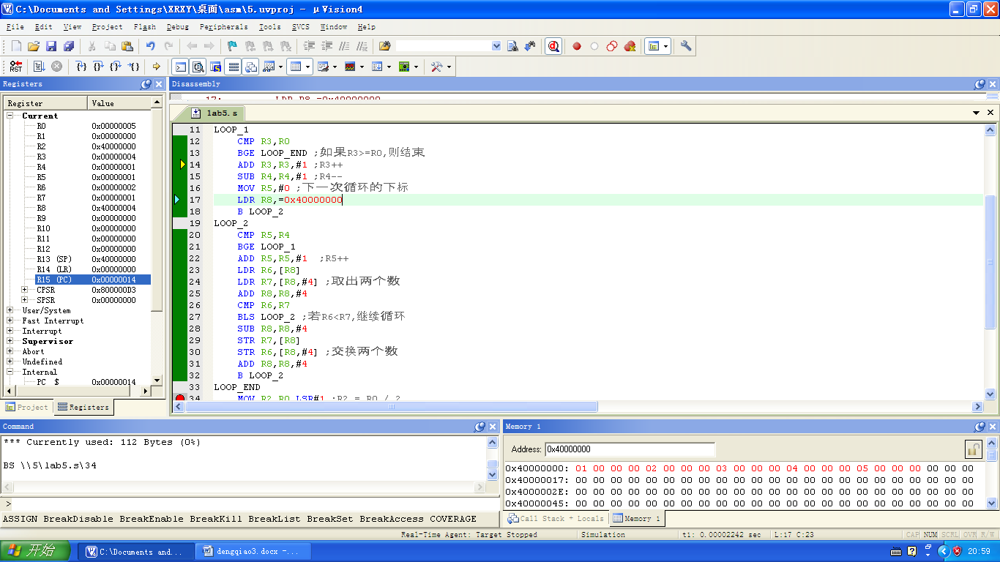 C:\Documents and Settings\XRXY\桌面\asm\5.uvproj - µVision4
File Edit View Project Flash Debug Peripherals Tools SVCS Window Help
RST
Registers
Register Value
Current
R0 0x00000005
R1 0x00000000
R2 0x40000000
R3 0x00000004
R4 0x00000001
R5 0x00000001
R6 0x00000002
R7 0x00000001
R8 0x40000004
R9 0x00000000
R10 0x00000000
R11 0x00000000
R12 0x00000000
R13 (SP) 0x40000000
R14 (LR) 0x00000000
R15 (PC) 0x00000014
CPSR 0x800000D3
SPSR 0x00000000
User/System
Fast Interrupt
Interrupt
Supervisor
Abort
Undefined
Internal
PC $ 0x00000014
Project Registers
Disassembly
17: LDR R8,=0x40000000
lab5.s
11 LOOP_1
12 CMP R3,R0
13 BGE LOOP_END ;如果R3>=R0,则结束
14 ADD R3,R3,#1 ;R3++
15 SUB R4,R4,#1 ;R4--
16 MOV R5,#0 ;下一次循环的下标
17 LDR R8,=0x40000000
18 B LOOP_2
19 LOOP_2
20 CMP R5,R4
21 BGE LOOP_1
22 ADD R5,R5,#1 ;R5++
23 LDR R6,[R8]
24 LDR R7,[R8,#4] ;取出两个数
25 ADD R8,R8,#4
26 CMP R6,R7
27 BLS LOOP_2 ;若R6<R7,继续循环
28 SUB R8,R8,#4
29 STR R7,[R8]
30 STR R6,[R8,#4] ;交换两个数
31 ADD R8,R8,#4
32 B LOOP_2
33 LOOP_END
34 MOV R2,R0,LSR#1 ;R2 = R0 / 2
Command
*** Currently used: 112 Bytes (0%)
BS \\5\lab5.s\34
>
ASSIGN BreakDisable BreakEnable BreakKill BreakList BreakSet BreakAccess COVERAGE
Memory 1
Address: 0x40000000
0x40000000: 01 00 00 00 02 00 00 00 03 00 00 00 04 00 00 00 05 00 00 00 00 00 00
0x40000017: 00 00 00 00 00 00 00 00 00 00 00 00 00 00 00 00 00 00 00 00 00 00 00
0x4000002E: 00 00 00 00 00 00 00 00 00 00 00 00 00 00 00 00 00 00 00 00 00 00 00
0x40000045: 00 00 00 00 00 00 00 00 00 00 00 00 00 00 00 00 00 00 00 00 00 00 00
Call Stack + Locals Memory 1
Real-Time Agent: Target Stopped Simulation t1: 0.00002242 sec L:17 C:23 CAP NUM SCRL OVR R/W
开始 C:\Documents and... dengqiao3.docx -... 20:59